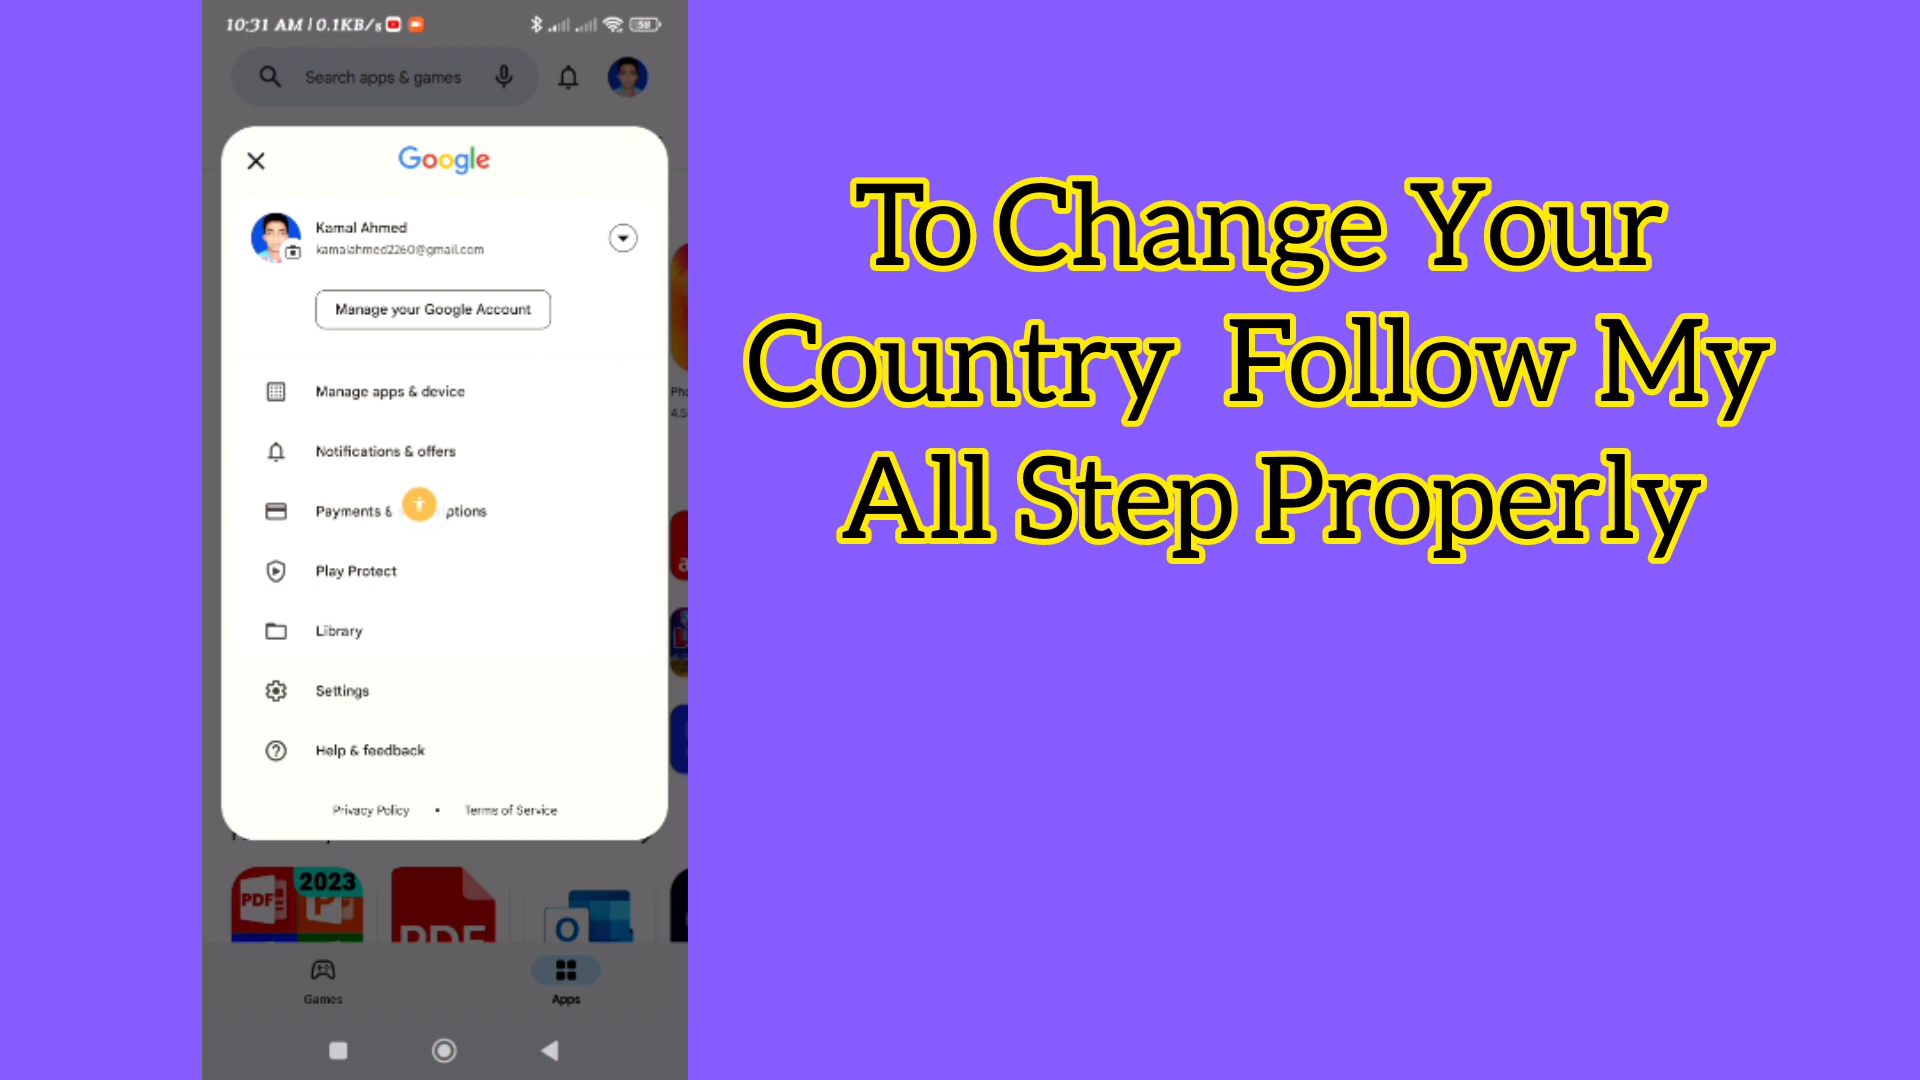 10:31 AM | 0.1KB/s
58
Search apps & games
Google
Kamal Ahmed
kamalahmed2260@gmail.com
Manage your Google Account
Manage apps & device
Notifications & offers
Payments & ptions
Play Protect
Library
Settings
Help & feedback
Privacy Policy • Terms of Service
2023
PDF
P
PDF
O
Games
Apps
To Change Your
Country Follow My
All Step Properly